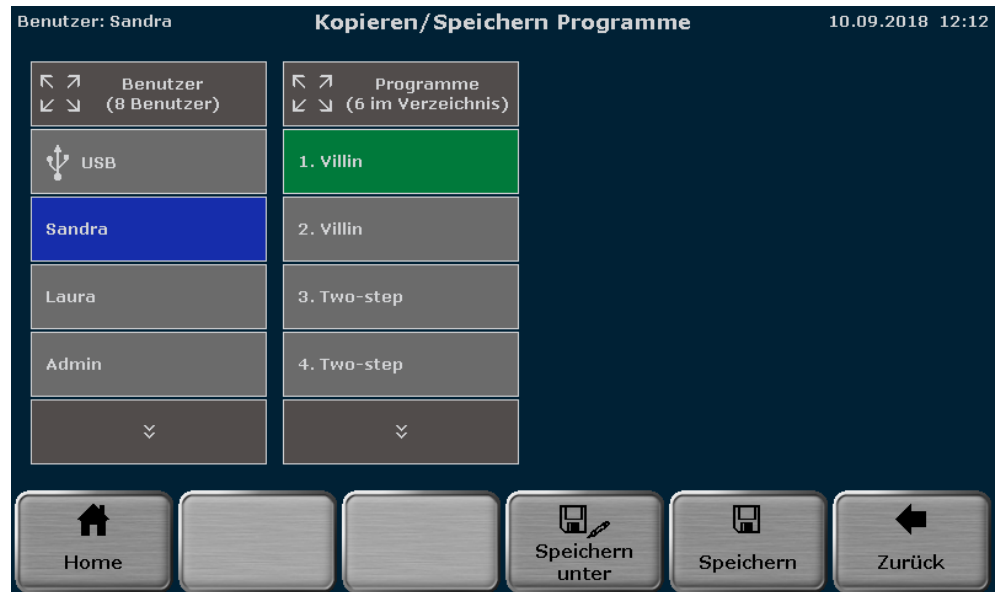 Benutzer: Sandra
Kopieren/Speichern Programme
10.09.2018 12:12
Benutzer
(8 Benutzer)
USB
Sandra
Laura
Admin
Programme
(6 im Verzeichnis)
1. Villin
2. Villin
3. Two-step
4. Two-step
Home
Speichern
unter
Speichern
Zurück